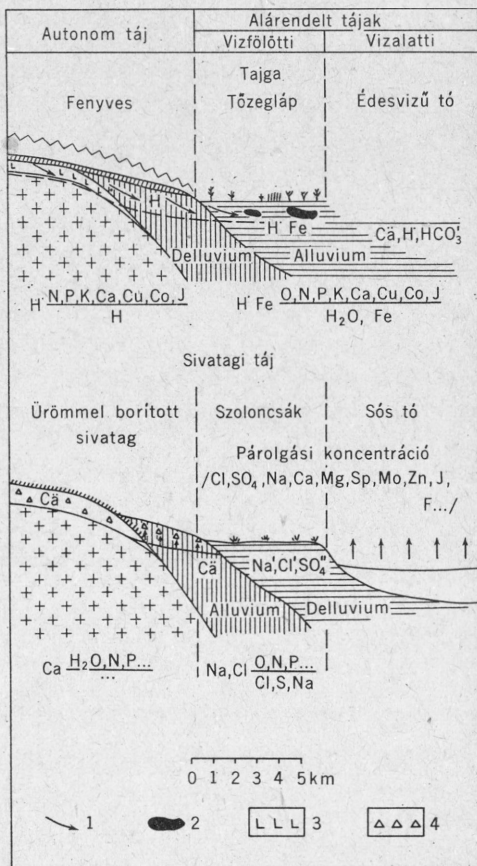 Autonom táj
Alárendelt tájak
Vizfölötti
Vizalatti
Tajga
Fenyves
Tőzegláp
Édesvizű tó
L L L L L L
H˙
H˙ Fe
Cä,H˙,HCO₃'
Delluvium
Alluvium
H˙ N,P,K,Ca,Cu,Co,J / H
H˙ Fe O,N,P,K,Ca,Cu,Co,J / H₂O, Fe
Sivatagi táj
Ürömmel borított
sivatag
Szoloncsák
Sós tó
Párolgási koncentráció
/Cl,SO₄,Na,Ca,Mg,Sp,Mo,Zn,J,
F.../
Cä
Cä
Na˙,Cl',SO₄"
Alluvium
Delluvium
Ca H₂O,N,P... / ...
Na,Cl O,N,P... / Cl,S,Na
0 1 2 3 4 5km
1
2
L L L 3
4